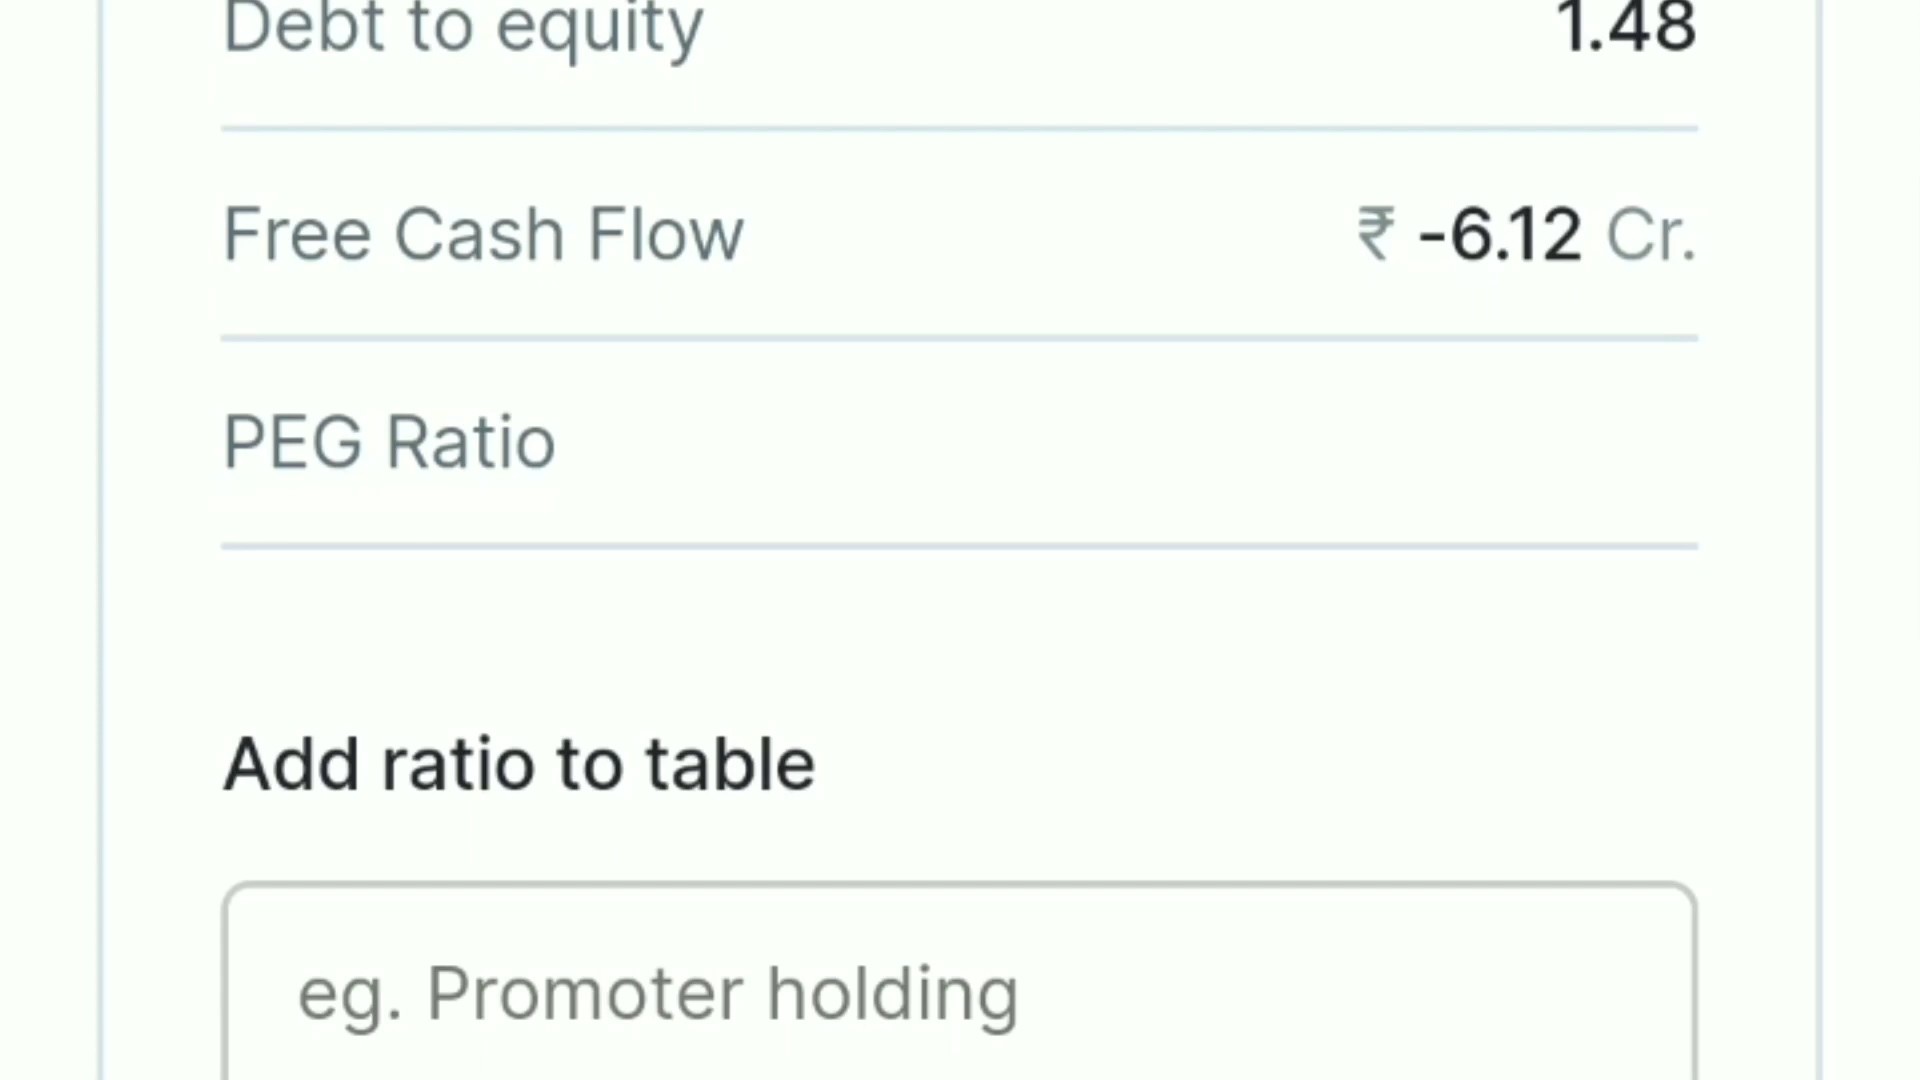 Debt to equity 1.48
Free Cash Flow ₹ -6.12 Cr.
PEG Ratio
Add ratio to table
eg. Promoter holding